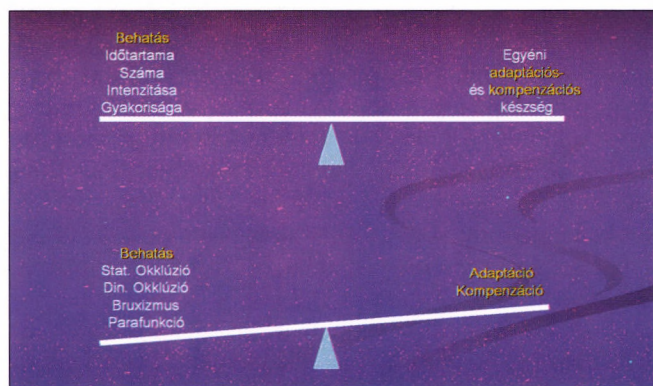 Behatás
Időtartama
Száma
Intenzitása
Gyakorisága
Egyéni
adaptációs-
és kompenzációs
készség
Behatás
Stat. Okklúzió
Din. Okklúzió
Bruxizmus
Parafunkció
Adaptáció
Kompenzáció